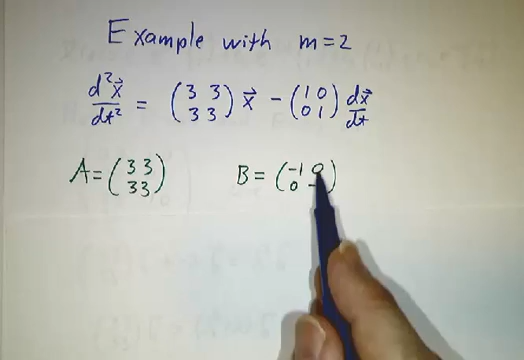 Example with m=2
d²x⃗/dt² = (3 3; 3 3) x⃗ - (1 0; 0 1) dx⃗/dt
A = (3 3; 3 3) B = (-1 0; 0 -